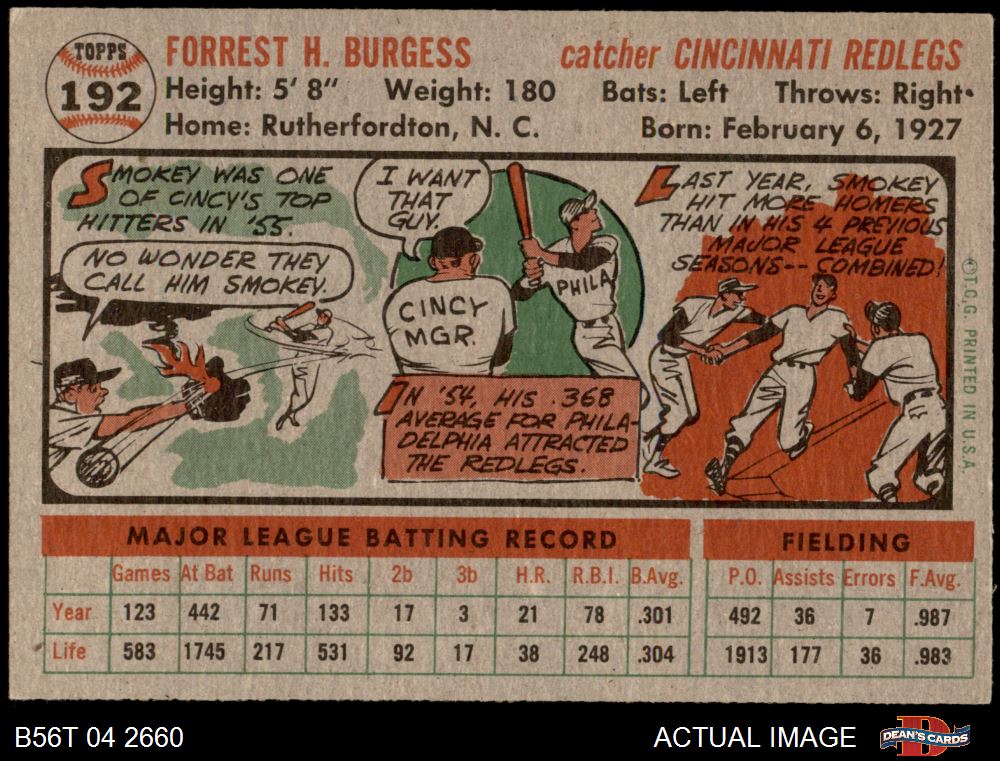 TOPPS
192
FORREST H. BURGESS catcher CINCINNATI REDLEGS
Height: 5' 8" Weight: 180 Bats: Left Throws: Right
Home: Rutherfordton, N. C. Born: February 6, 1927
SMOKEY WAS ONE
OF CINCY'S TOP
HITTERS IN '55.
NO WONDER THEY
CALL HIM SMOKEY.
I WANT
THAT
GUY.
CINCY
MGR.
PHILA
IN '54, HIS .368
AVERAGE FOR PHILA-
DELPHIA ATTRACTED
THE REDLEGS.
LAST YEAR, SMOKEY
HIT MORE HOMERS
THAN IN HIS 4 PREVIOUS
MAJOR LEAGUE
SEASONS-- COMBINED!
©T.C.G. PRINTED IN U.S.A.
MAJOR LEAGUE BATTING RECORD FIELDING
Games At Bat Runs Hits 2b 3b H.R. R.B.I. B.Avg. P.O. Assists Errors F.Avg.
Year 123 442 71 133 17 3 21 78 .301 492 36 7 .987
Life 583 1745 217 531 92 17 38 248 .304 1913 177 36 .983
B56T 04 2660 ACTUAL IMAGE
DEAN'S CARDS